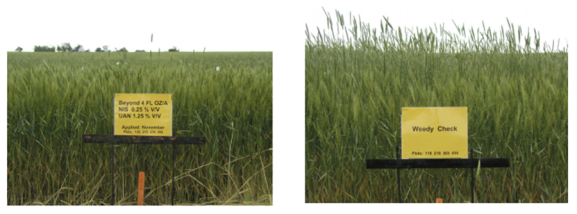 Beyond 4 FL OZ/A
NIS 0.25 % V/V
UAN 1.25 % V/V
Applied November
Weedy Check